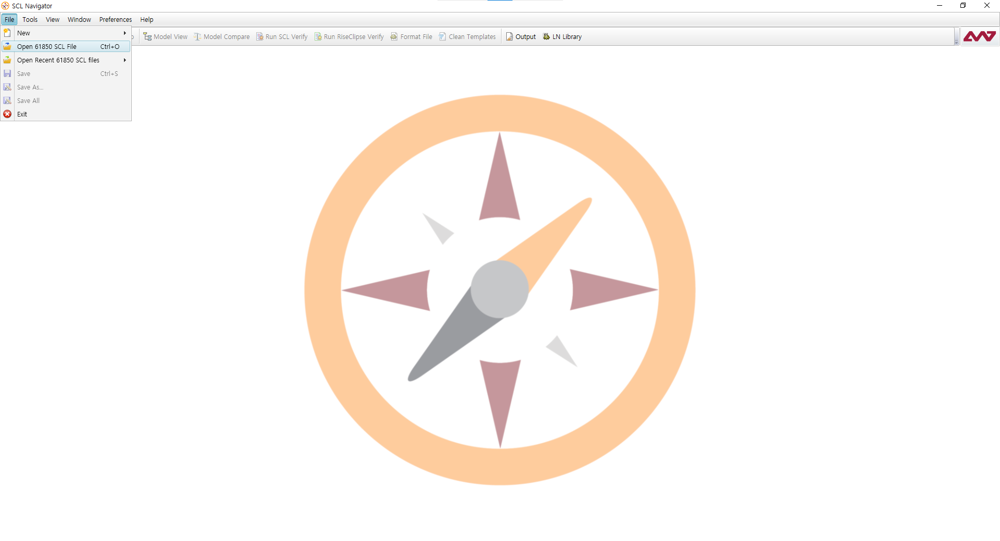 SCL Navigator
File Tools View Window Preferences Help
Model View Model Compare Run SCL Verify Run RiseClipse Verify Format File Clean Templates Output LN Library
New
Open 61850 SCL File Ctrl+O
Open Recent 61850 SCL files
Save Ctrl+S
Save As...
Save All
Exit